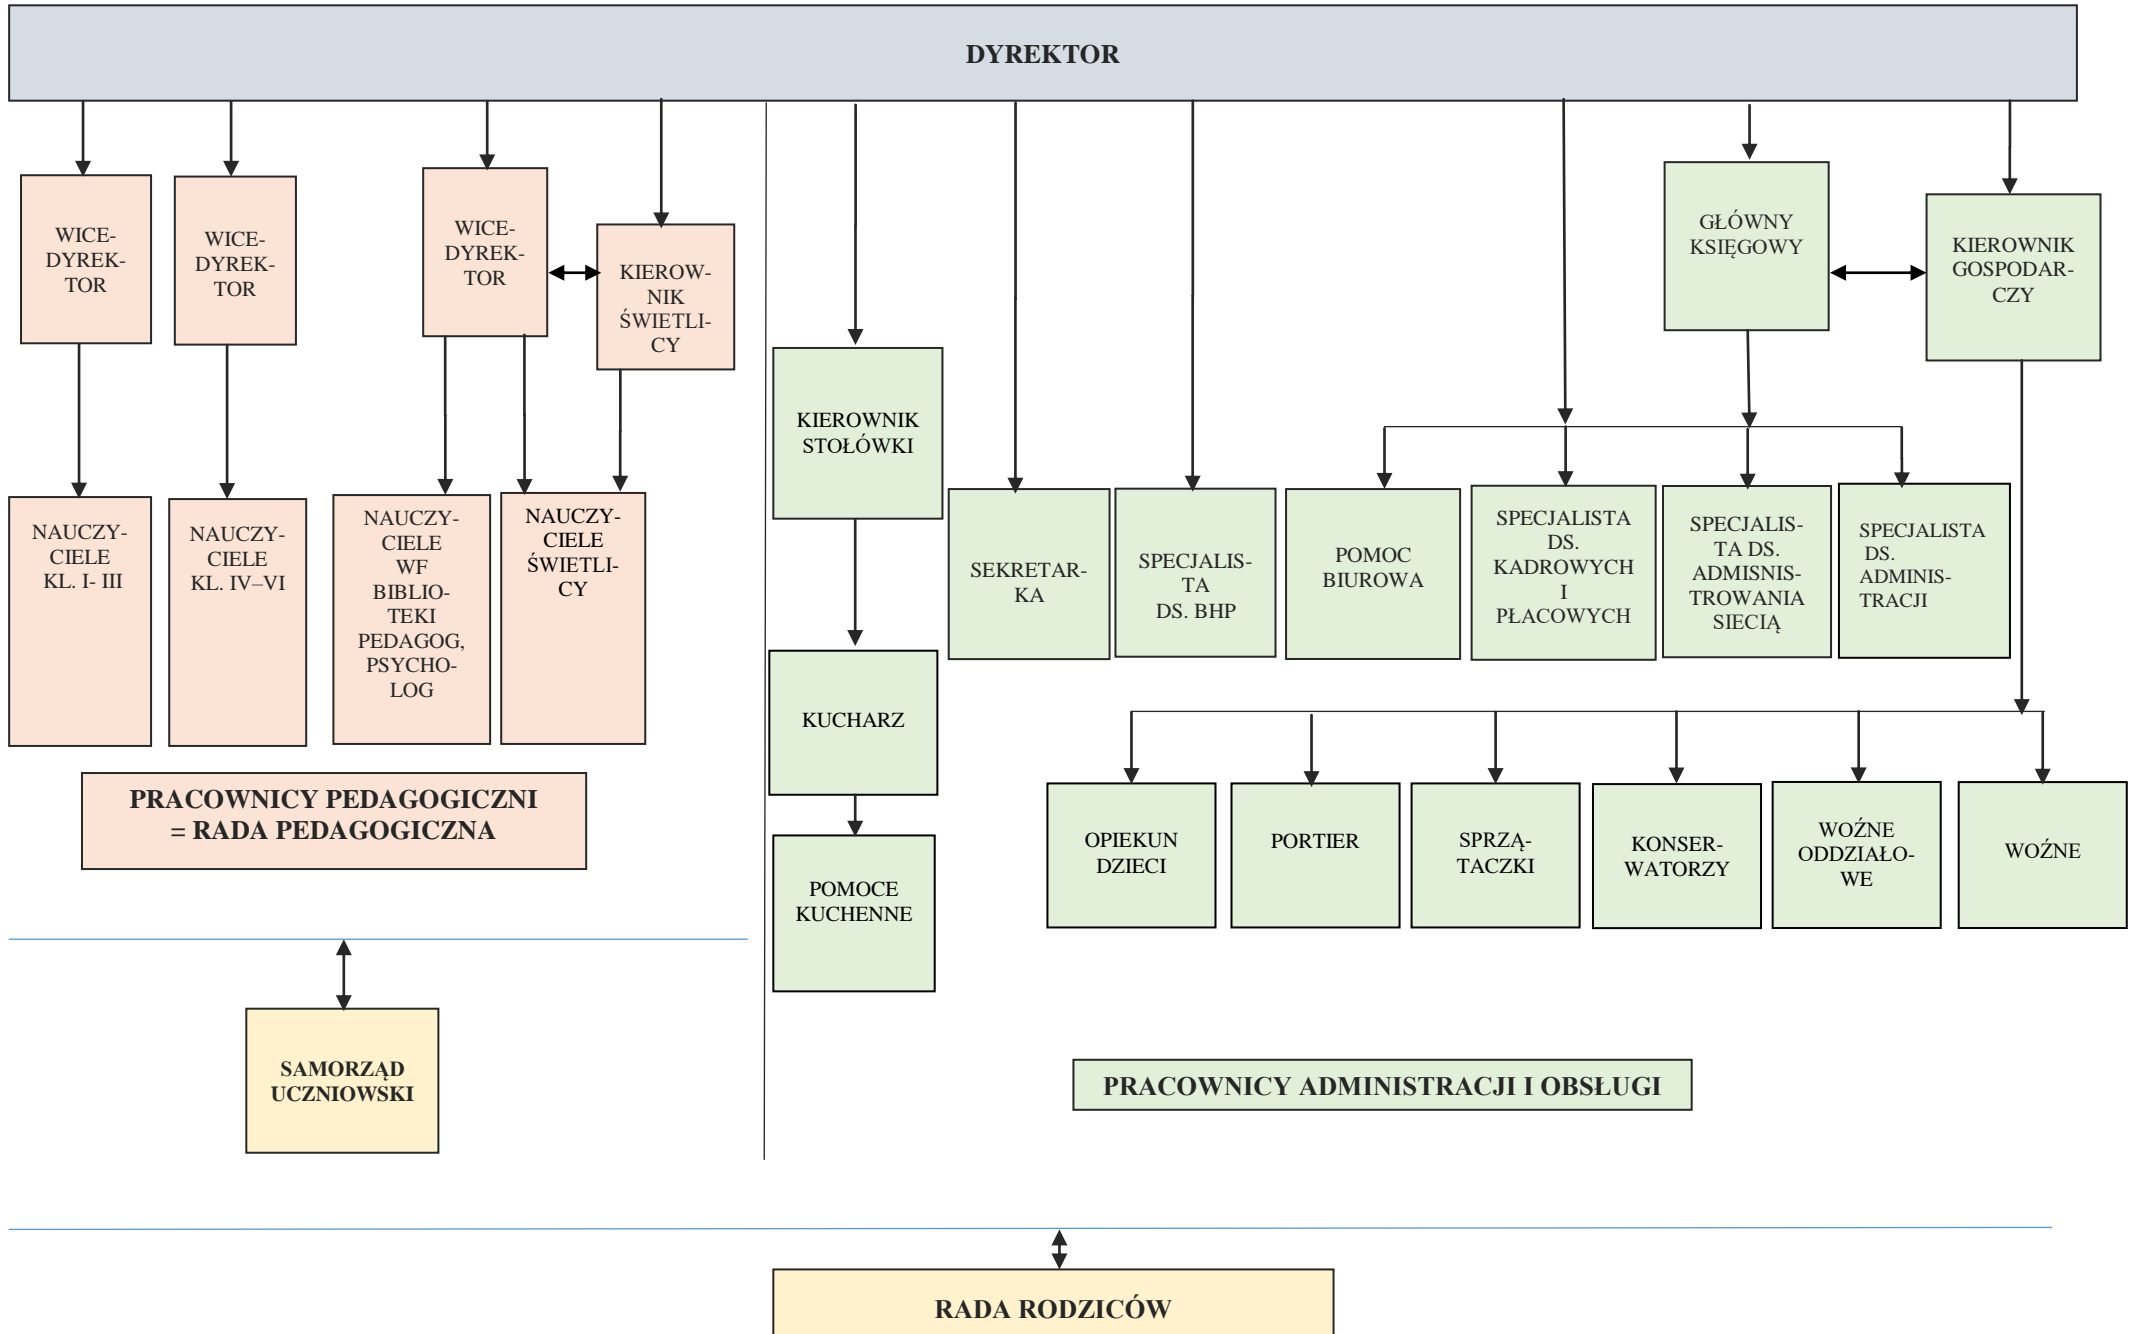 DYREKTOR
WICE-
DYREK-
TOR
WICE-
DYREK-
TOR
WICE-
DYREK-
TOR
KIEROW-
NIK
ŚWIETLI-
CY
GŁÓWNY
KSIĘGOWY
KIEROWNIK
GOSPODAR-
CZY
KIEROWNIK
STOŁÓWKI
NAUCZY-
CIELE
KL. I- III
NAUCZY-
CIELE
KL. IV–VI
NAUCZY-
CIELE
WF
BIBLIO-
TEKI
PEDAGOG,
PSYCHO-
LOG
NAUCZY-
CIELE
ŚWIETLI-
CY
SEKRETAR-
KA
SPECJALIS-
TA
DS. BHP
POMOC
BIUROWA
SPECJALISTA
DS.
KADROWYCH
I
PŁACOWYCH
SPECJALIS-
TA DS.
ADMISNIS-
TROWANIA
SIECIĄ
SPECJALISTA
DS.
ADMINIS-
TRACJI
KUCHARZ
PRACOWNICY PEDAGOGICZNI
= RADA PEDAGOGICZNA
POMOCE
KUCHENNE
OPIEKUN
DZIECI
PORTIER
SPRZĄ-
TACZKI
KONSER-
WATORZY
WOŹNE
ODDZIAŁO-
WE
WOŹNE
SAMORZĄD
UCZNIOWSKI
PRACOWNICY ADMINISTRACJI I OBSŁUGI
RADA RODZICÓW